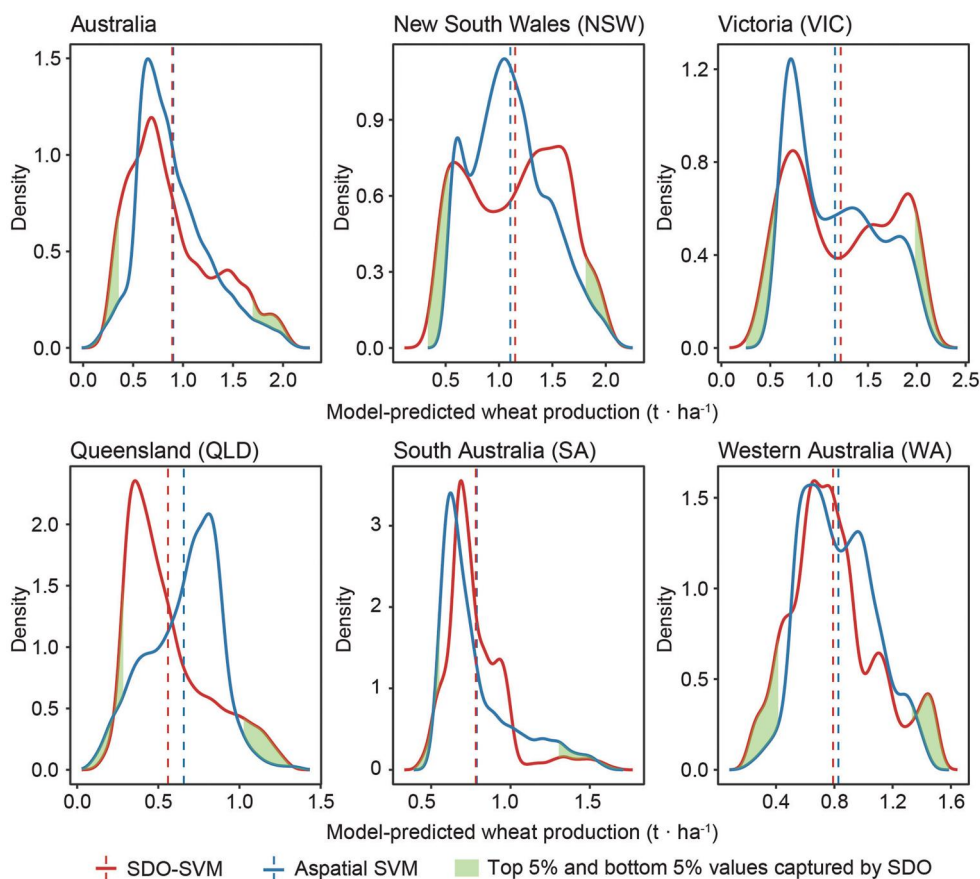 Australia
New South Wales (NSW)
Victoria (VIC)
Density
1.5
1.0
0.5
0.0
0.0 0.5 1.0 1.5 2.0
Density
0.9
0.6
0.3
0.0
0.5 1.0 1.5 2.0
Density
1.2
0.8
0.4
0.0
0.0 0.5 1.0 1.5 2.0 2.5
Model-predicted wheat production (t · ha⁻¹)
Queensland (QLD)
South Australia (SA)
Western Australia (WA)
Density
2.0
1.5
1.0
0.5
0.0
0.0 0.5 1.0 1.5
Density
3
2
1
0
0.5 1.0 1.5
Density
1.5
1.0
0.5
0.0
0.4 0.8 1.2 1.6
Model-predicted wheat production (t · ha⁻¹)
SDO-SVM Aspatial SVM Top 5% and bottom 5% values captured by SDO